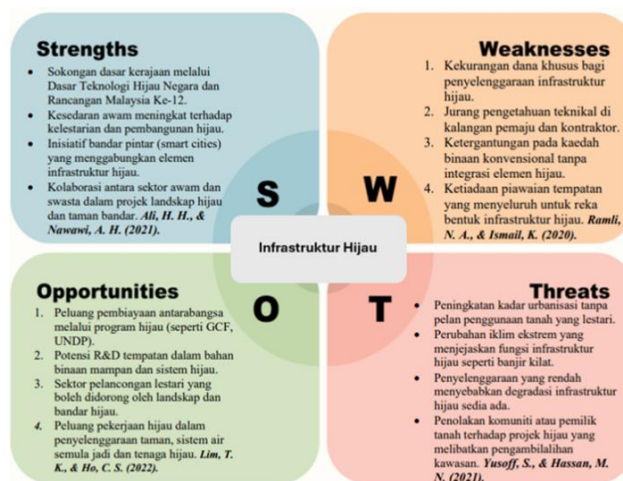 Strengths
• Sokongan dasar kerajaan melalui
Dasar Teknologi Hijau Negara dan
Rancangan Malaysia Ke-12.
• Kesedaran awam meningkat terhadap
kelestarian dan pembangunan hijau.
• Inisiatif bandar pintar (smart cities)
yang menggabungkan elemen
infrastruktur hijau.
• Kolaborasi antara sektor awam dan
swasta dalam projek landskap hijau
dan taman bandar. Ali, H. H., &
Nawawi, A. H. (2021).
S
Weaknesses
1. Kekurangan dana khusus bagi
penyelenggaraan infrastruktur
hijau.
2. Jurang pengetahuan teknikal di
kalangan pemaju dan kontraktor.
3. Ketergantungan pada kaedah
binaan konvensional tanpa
integrasi elemen hijau.
4. Ketiadaan piawaian tempatan
yang menyeluruh untuk reka
bentuk infrastruktur hijau. Ramli,
N. A., & Ismail, K. (2020).
W
Infrastruktur Hijau
Opportunities
1. Peluang pembiayaan antarabangsa
melalui program hijau (seperti GCF,
UNDP).
2. Potensi R&D tempatan dalam bahan
binaan mampan dan sistem hijau.
3. Sektor pelancongan lestari yang
boleh didorong oleh landskap dan
bandar hijau.
4. Peluang pekerjaan hijau dalam
penyelenggaraan taman, sistem air
semula jadi dan tenaga hijau. Lim, T.
K., & Ho, C. S. (2022).
O
Threats
• Peningkatan kadar urbanisasi tanpa
pelan penggunaan tanah yang lestari.
• Perubahan iklim ekstrem yang
menjejaskan fungsi infrastruktur
hijau seperti banjir kilat.
• Penyelenggaraan yang rendah
menyebabkan degradasi infrastruktur
hijau sedia ada.
• Penolakan komuniti atau pemilik
tanah terhadap projek hijau yang
melibatkan pengambilalihan
kawasan. Yusoff, S., & Hassan, M.
N. (2021).
T